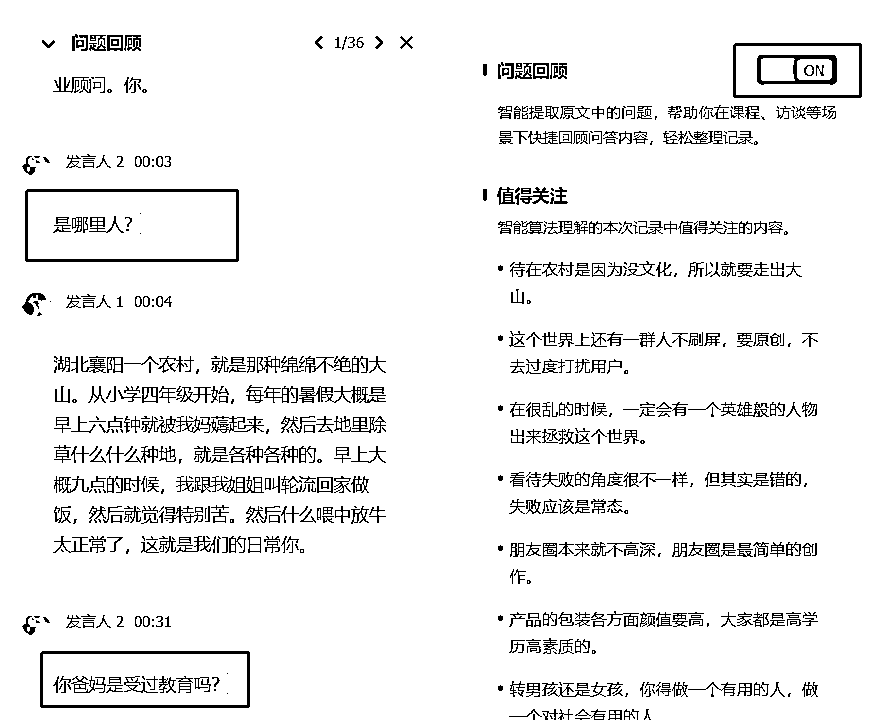 问题回顾
1/36
业顾问。你。
发言人 2 00:03
是哪里人？
发言人 1 00:04
湖北襄阳一个农村，就是那种绵绵不绝的大
山。从小学四年级开始，每年的暑假大概是
早上六点钟就被我妈薅起来，然后去地里除
草什么什么种地，就是各种各种的。早上大
概九点的时候，我跟我姐姐叫轮流回家做
饭，然后就觉得特别苦。然后什么喂中放牛
太正常了，这就是我们的日常你。
发言人 2 00:31
你爸妈是受过教育吗？
问题回顾
ON
智能提取原文中的问题，帮助你在课程、访谈等场
景下快捷回顾问答内容，轻松整理记录。
值得关注
智能算法理解的本次记录中值得关注的内容。
• 待在农村是因为没文化，所以就要走出大
山。
• 这个世界上还有一群人不刷屏，要原创，不
去过度打扰用户。
• 在很乱的时候，一定会有一个英雄般的人物
出来拯救这个世界。
• 看待失败的角度很不一样，但其实是错的，
失败应该是常态。
• 朋友圈本来就不高深，朋友圈是最简单的创
作。
• 产品的包装各方面颜值要高，大家都是高学
历高素质的。
• 转男孩还是女孩，你得做一个有用的人，做
一个对社会有用的人